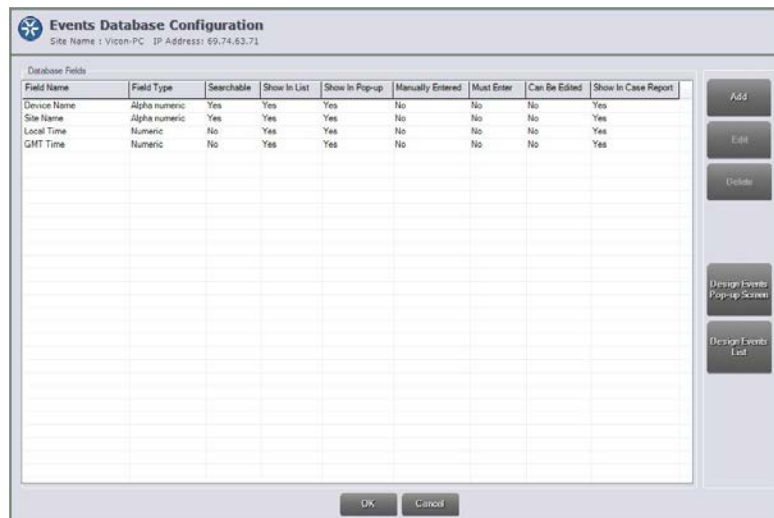 Events Database Configuration
Site Name : Vicon-PC IP Address: 69.74.63.71
Database Fields
Field Name Field Type Searchable Show In List Show In Pop-up Manually Entered Must Enter Can Be Edited Show In Case Report
Device Name Alpha numeric Yes Yes Yes No No No Yes
Site Name Alpha numeric Yes Yes Yes No No No Yes
Local Time Numeric No Yes Yes No No No Yes
GMT Time Numeric No Yes Yes No No No Yes
Add
Edit
Delete
Design Events
Pop-up Screen
Design Events
List
OK Cancel